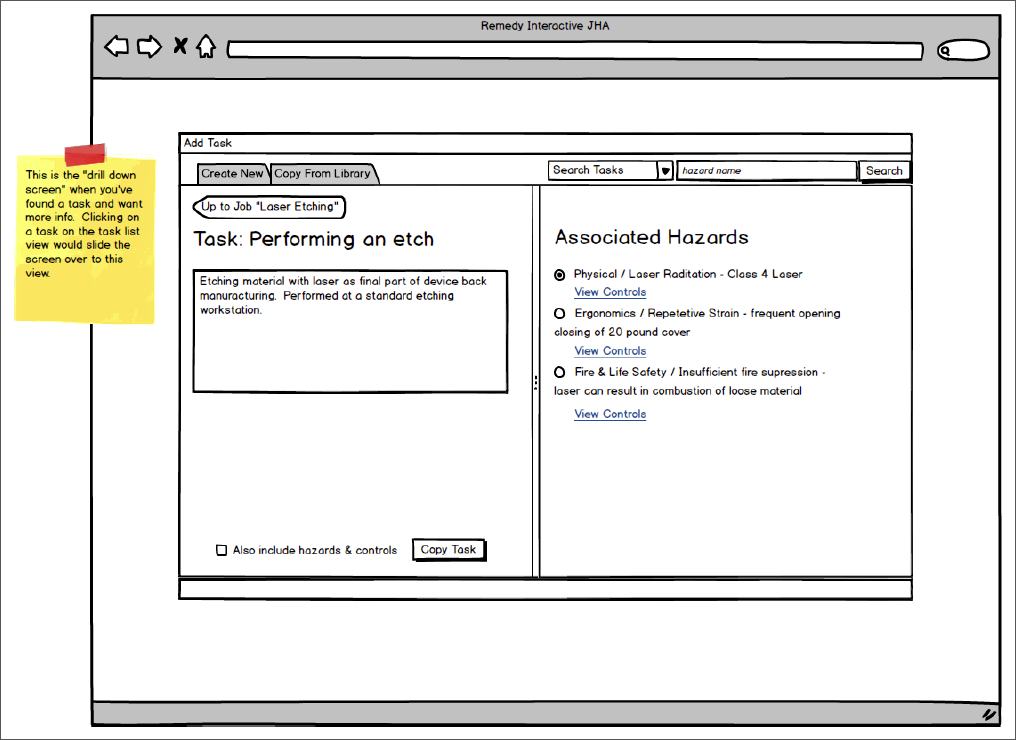 Remedy Interactive JHA
This is the "drill down
screen" when you've
found a task and want
more info. Clicking on
a task on the task list
view would slide the
screen over to this
view.
Add Task
Create New
Copy From Library
Search Tasks
hazard name
Search
Up to Job "Laser Etching"
Task: Performing an etch
Etching material with laser as final part of device back
manuracturing. Performed at a standard etching
workstation.
Also include hazards & controls
Copy Task
Associated Hazards
Physical / Laser Raditation - Class 4 Laser
View Controls
Ergonomics / Repetetive Strain - frequent opening
closing of 20 pound cover
View Controls
Fire & Life Safety / Insufficient fire supression -
laser can result in combustion of loose material
View Controls